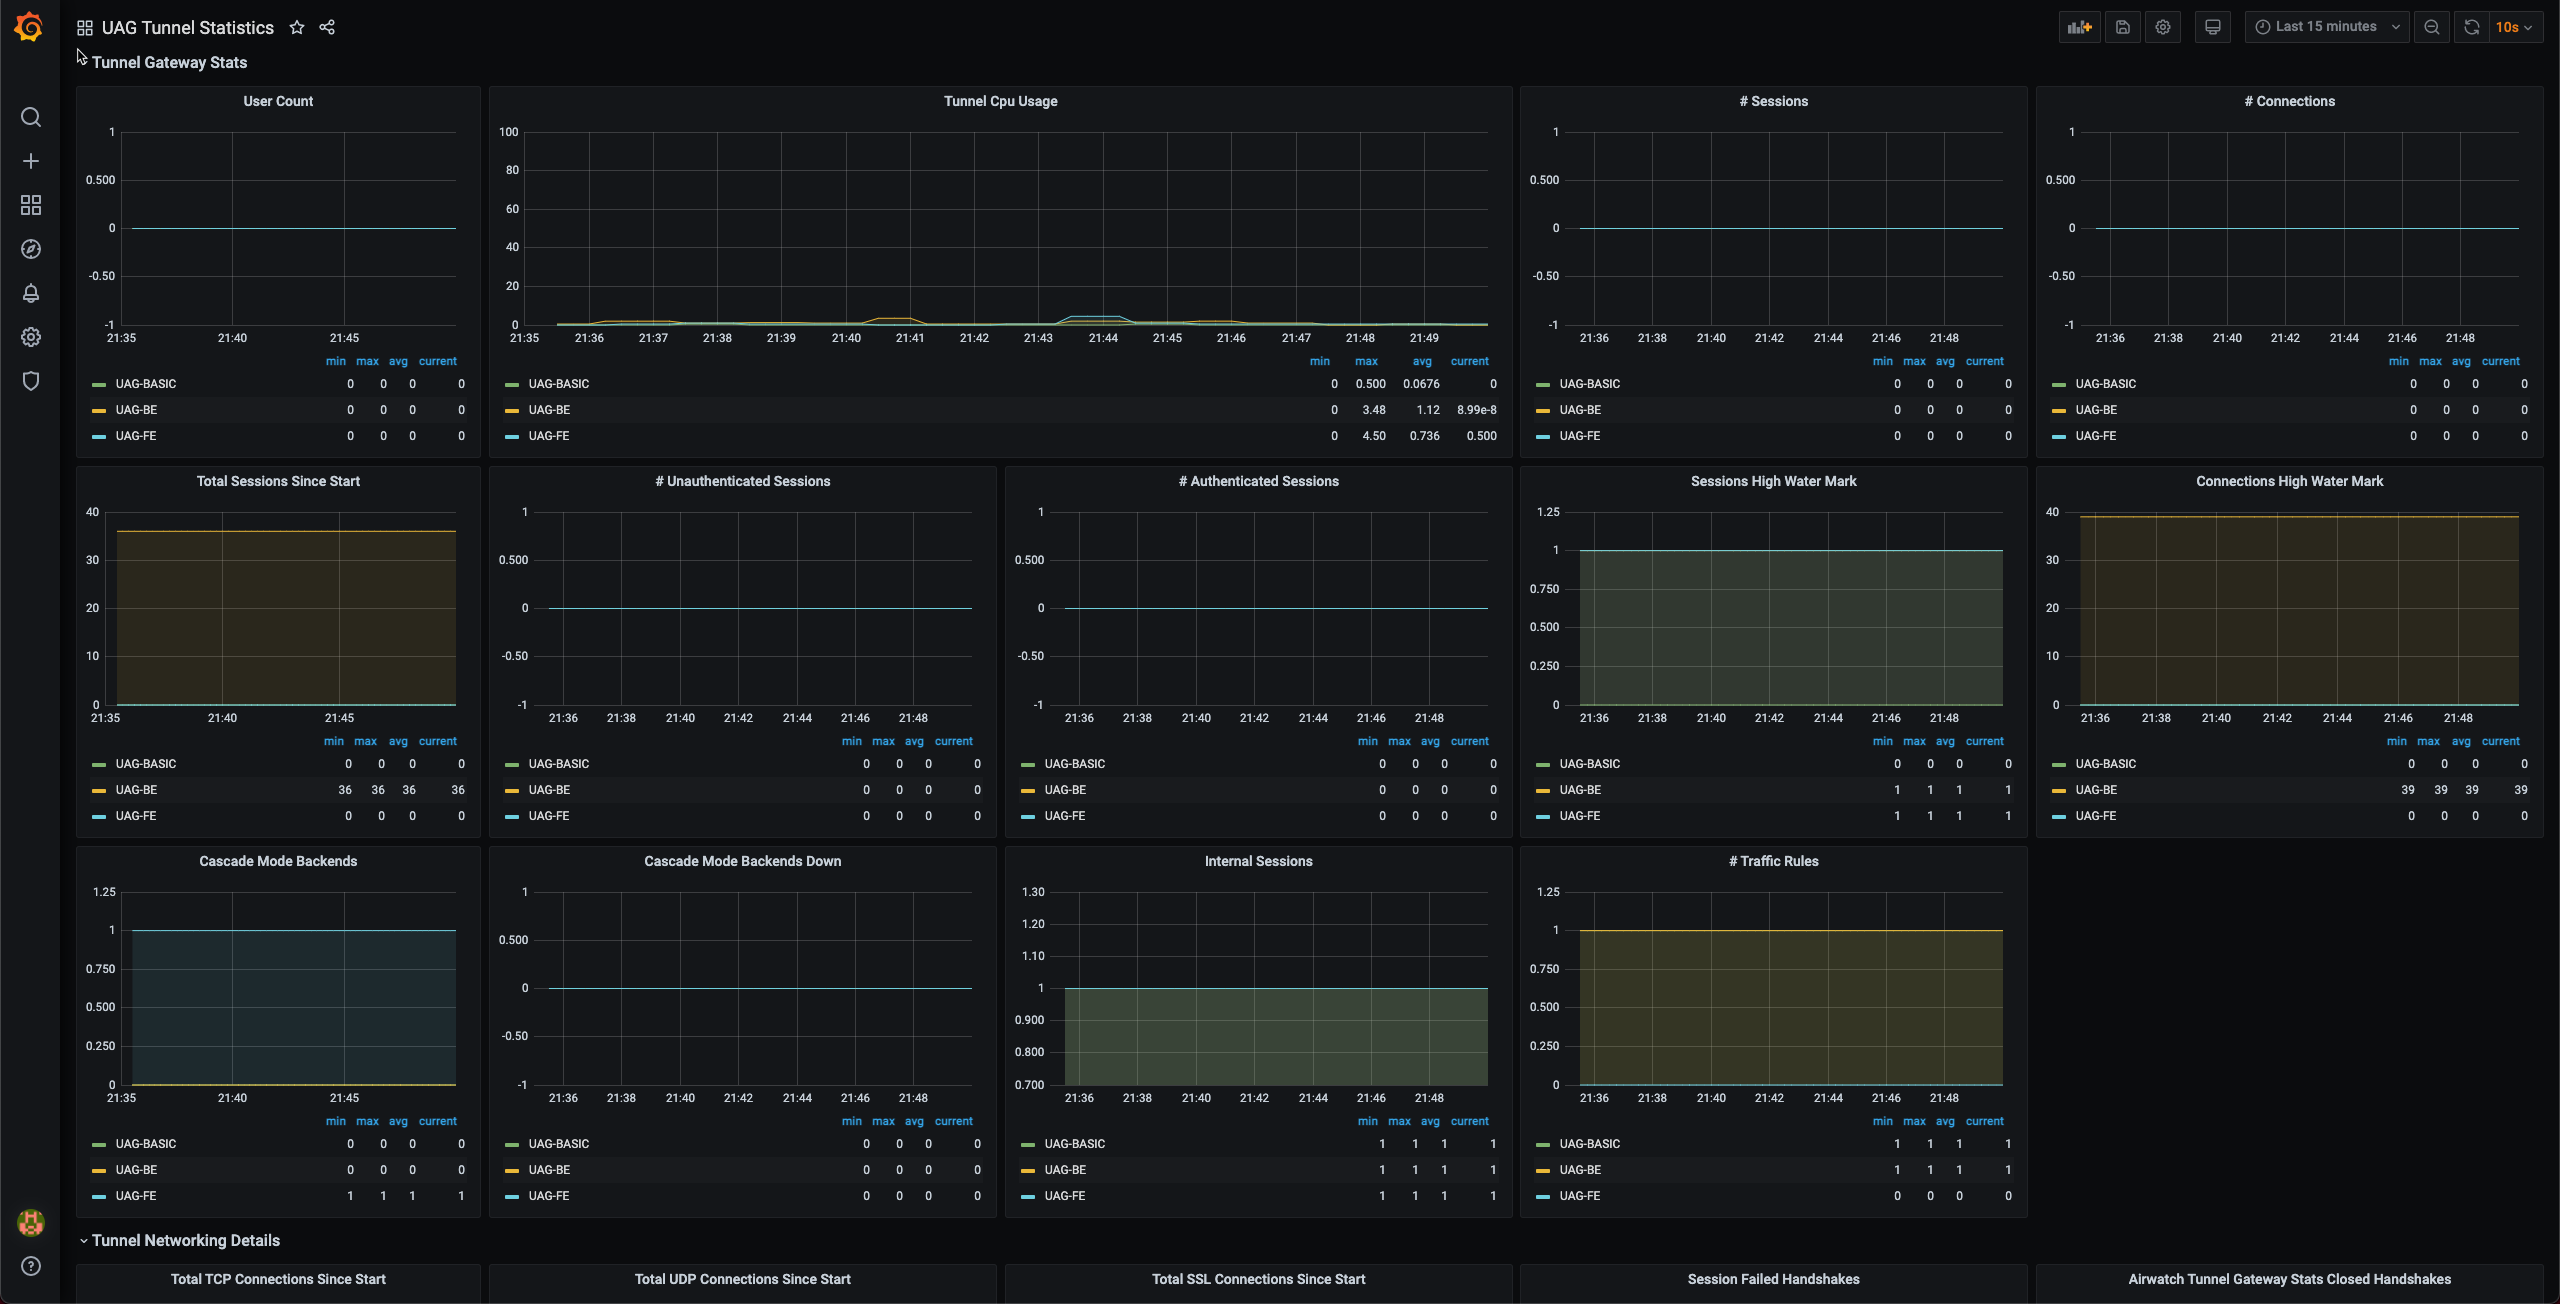 UAG Tunnel Statistics
Last 15 minutes
10s
Tunnel Gateway Stats
User Count
1
0.500
0
-0.50
-1
21:35 21:40 21:45
min max avg current
UAG-BASIC 0 0 0 0
UAG-BE 0 0 0 0
UAG-FE 0 0 0 0
Tunnel Cpu Usage
100
80
60
40
20
0
21:35 21:36 21:37 21:38 21:39 21:40 21:41 21:42 21:43 21:44 21:45 21:46 21:47 21:48 21:49
min max avg current
UAG-BASIC 0 0.500 0.0676 0
UAG-BE 0 3.48 1.12 8.99e-8
UAG-FE 0 4.50 0.736 0.500
# Sessions
1
0.500
0
-0.50
-1
21:36 21:38 21:40 21:42 21:44 21:46 21:48
min max avg current
UAG-BASIC 0 0 0 0
UAG-BE 0 0 0 0
UAG-FE 0 0 0 0
# Connections
1
0.500
0
-0.50
-1
21:36 21:38 21:40 21:42 21:44 21:46 21:48
min max avg current
UAG-BASIC 0 0 0 0
UAG-BE 0 0 0 0
UAG-FE 0 0 0 0
Total Sessions Since Start
40
30
20
10
0
21:35 21:40 21:45
min max avg current
UAG-BASIC 0 0 0 0
UAG-BE 36 36 36 36
UAG-FE 0 0 0 0
# Unauthenticated Sessions
1
0.500
0
-0.50
-1
21:36 21:38 21:40 21:42 21:44 21:46 21:48
min max avg current
UAG-BASIC 0 0 0 0
UAG-BE 0 0 0 0
UAG-FE 0 0 0 0
# Authenticated Sessions
1
0.500
0
-0.50
-1
21:36 21:38 21:40 21:42 21:44 21:46 21:48
min max avg current
UAG-BASIC 0 0 0 0
UAG-BE 0 0 0 0
UAG-FE 0 0 0 0
Sessions High Water Mark
1.25
1
0.750
0.500
0.250
0
21:36 21:38 21:40 21:42 21:44 21:46 21:48
min max avg current
UAG-BASIC 0 0 0 0
UAG-BE 1 1 1 1
UAG-FE 1 1 1 1
Connections High Water Mark
40
30
20
10
0
21:36 21:38 21:40 21:42 21:44 21:46 21:48
min max avg current
UAG-BASIC 0 0 0 0
UAG-BE 39 39 39 39
UAG-FE 0 0 0 0
Cascade Mode Backends
1.25
1
0.750
0.500
0.250
0
21:35 21:40 21:45
min max avg current
UAG-BASIC 0 0 0 0
UAG-BE 0 0 0 0
UAG-FE 1 1 1 1
Cascade Mode Backends Down
1
0.500
0
-0.50
-1
21:36 21:38 21:40 21:42 21:44 21:46 21:48
min max avg current
UAG-BASIC 0 0 0 0
UAG-BE 0 0 0 0
UAG-FE 0 0 0 0
Internal Sessions
1.30
1.20
1.10
1
0.900
0.800
0.700
21:36 21:38 21:40 21:42 21:44 21:46 21:48
min max avg current
UAG-BASIC 1 1 1 1
UAG-BE 1 1 1 1
UAG-FE 1 1 1 1
# Traffic Rules
1.25
1
0.750
0.500
0.250
0
21:36 21:38 21:40 21:42 21:44 21:46 21:48
min max avg current
UAG-BASIC 1 1 1 1
UAG-BE 1 1 1 1
UAG-FE 0 0 0 0
Tunnel Networking Details
Total TCP Connections Since Start
Total UDP Connections Since Start
Total SSL Connections Since Start
Session Failed Handshakes
Airwatch Tunnel Gateway Stats Closed Handshakes